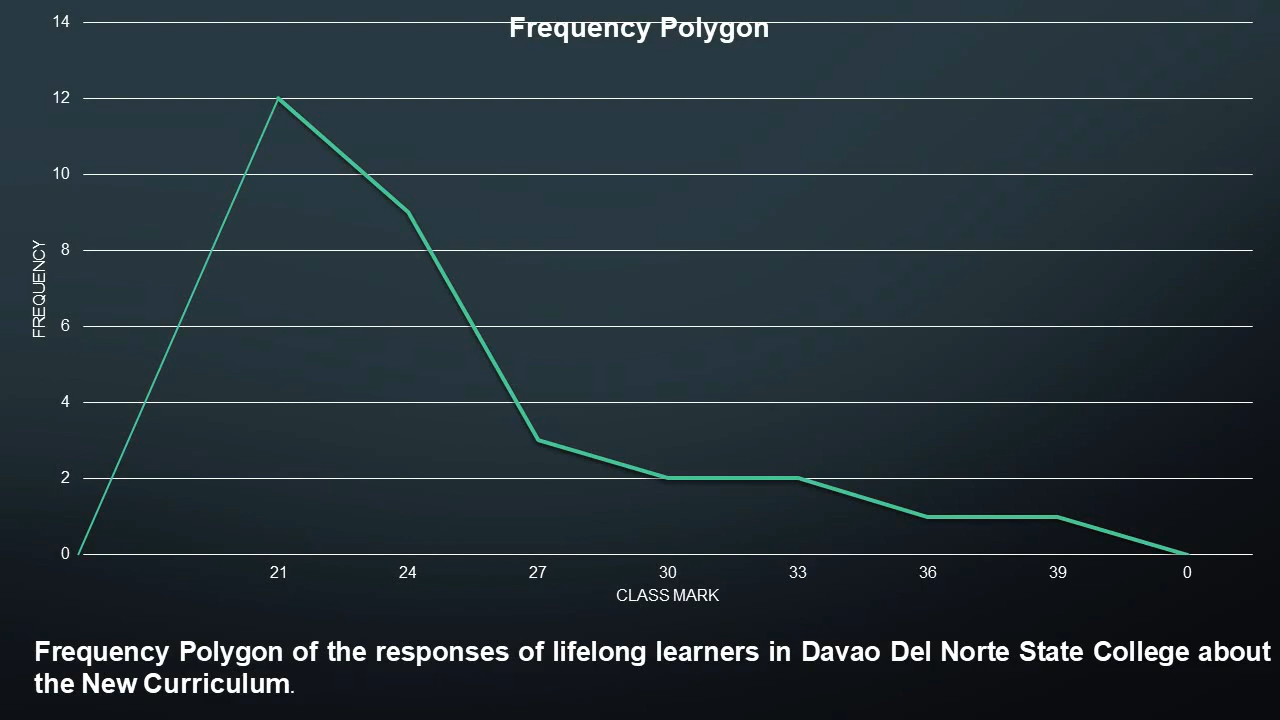 Frequency Polygon
14
12
10
8
6
4
2
0
FREQUENCY
21 24 27 30 33 36 39 0
CLASS MARK
Frequency Polygon of the responses of lifelong learners in Davao Del Norte State College about
the New Curriculum.